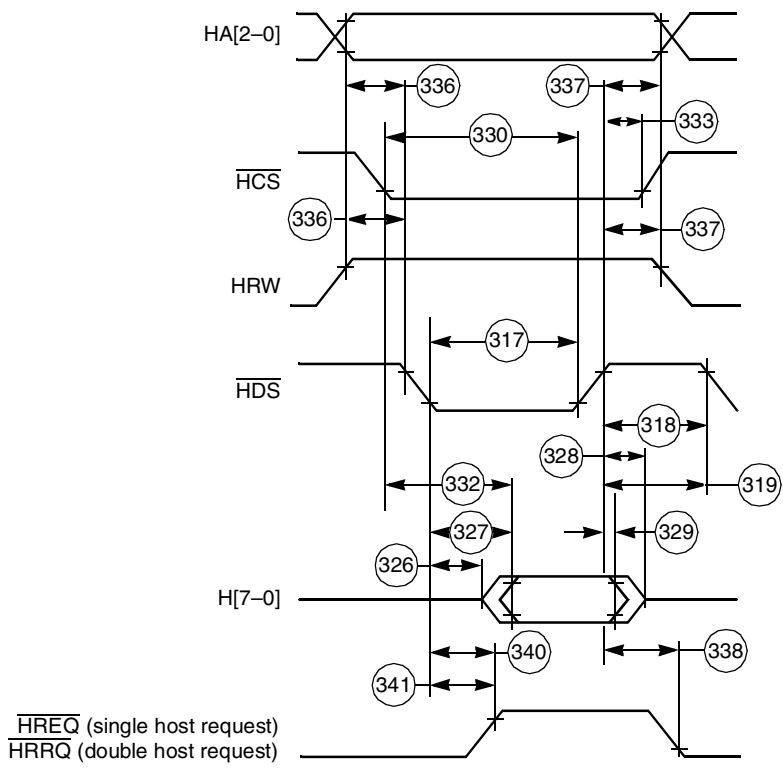 HA[2–0]
336
337
333
330
HCS
336
337
HRW
317
HDS
318
328
332
319
327
329
326
H[7–0]
340
338
341
HREQ (single host request)
HRRQ (double host request)